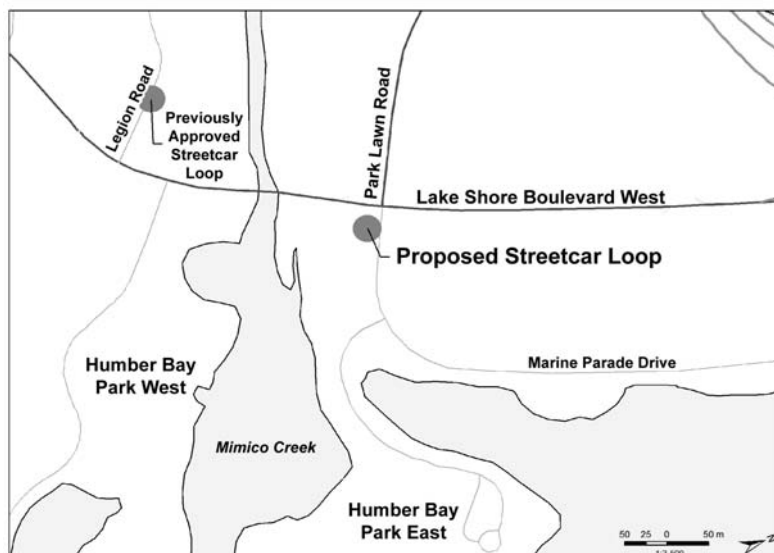 Legion Road
Previously
Approved
Streetcar
Loop
Park Lawn Road
Lake Shore Boulevard West
Proposed Streetcar Loop
Marine Parade Drive
Humber Bay
Park West
Mimico Creek
Humber Bay
Park East
50 25 0 50 m